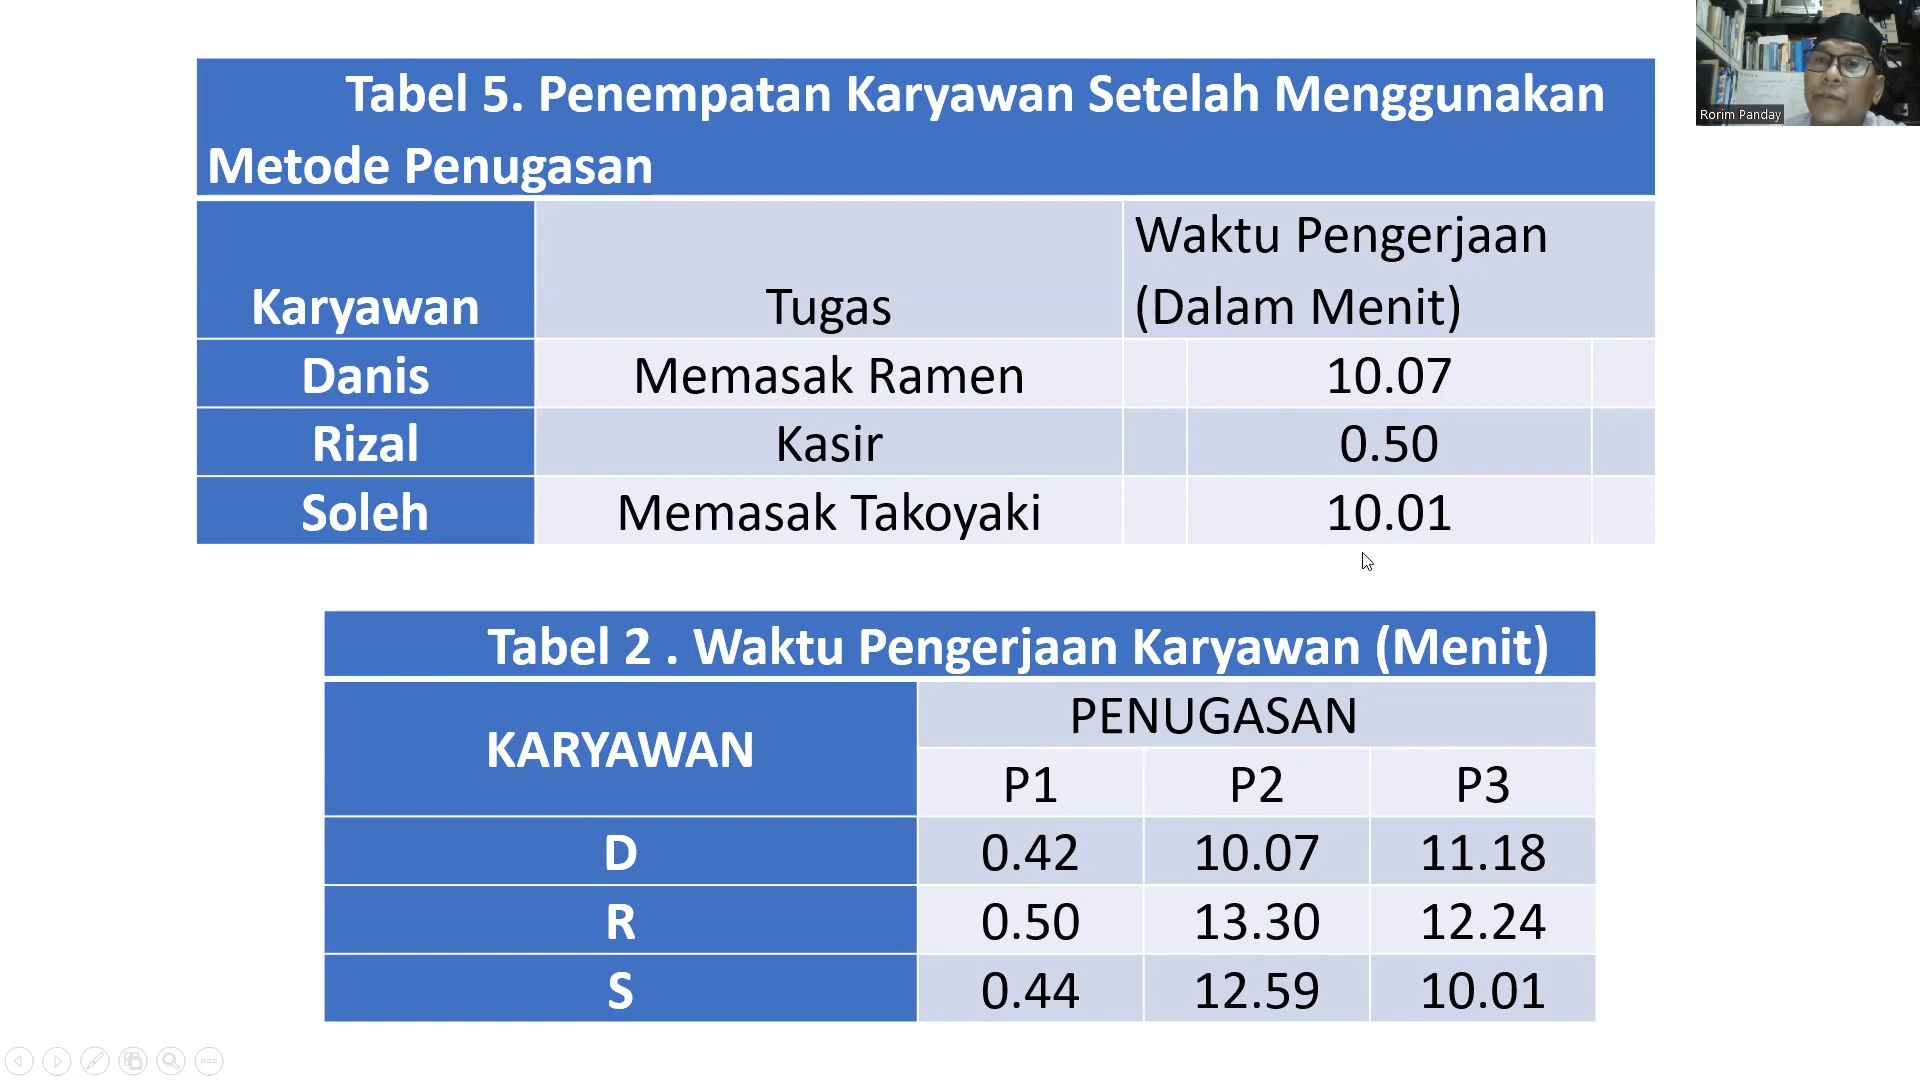 Tabel 5. Penempatan Karyawan Setelah Menggunakan
Metode Penugasan
Karyawan Tugas Waktu Pengerjaan
(Dalam Menit)
Danis Memasak Ramen 10.07
Rizal Kasir 0.50
Soleh Memasak Takoyaki 10.01
Tabel 2 . Waktu Pengerjaan Karyawan (Menit)
KARYAWAN PENUGASAN
P1 P2 P3
D 0.42 10.07 11.18
R 0.50 13.30 12.24
S 0.44 12.59 10.01
Rorim Panday